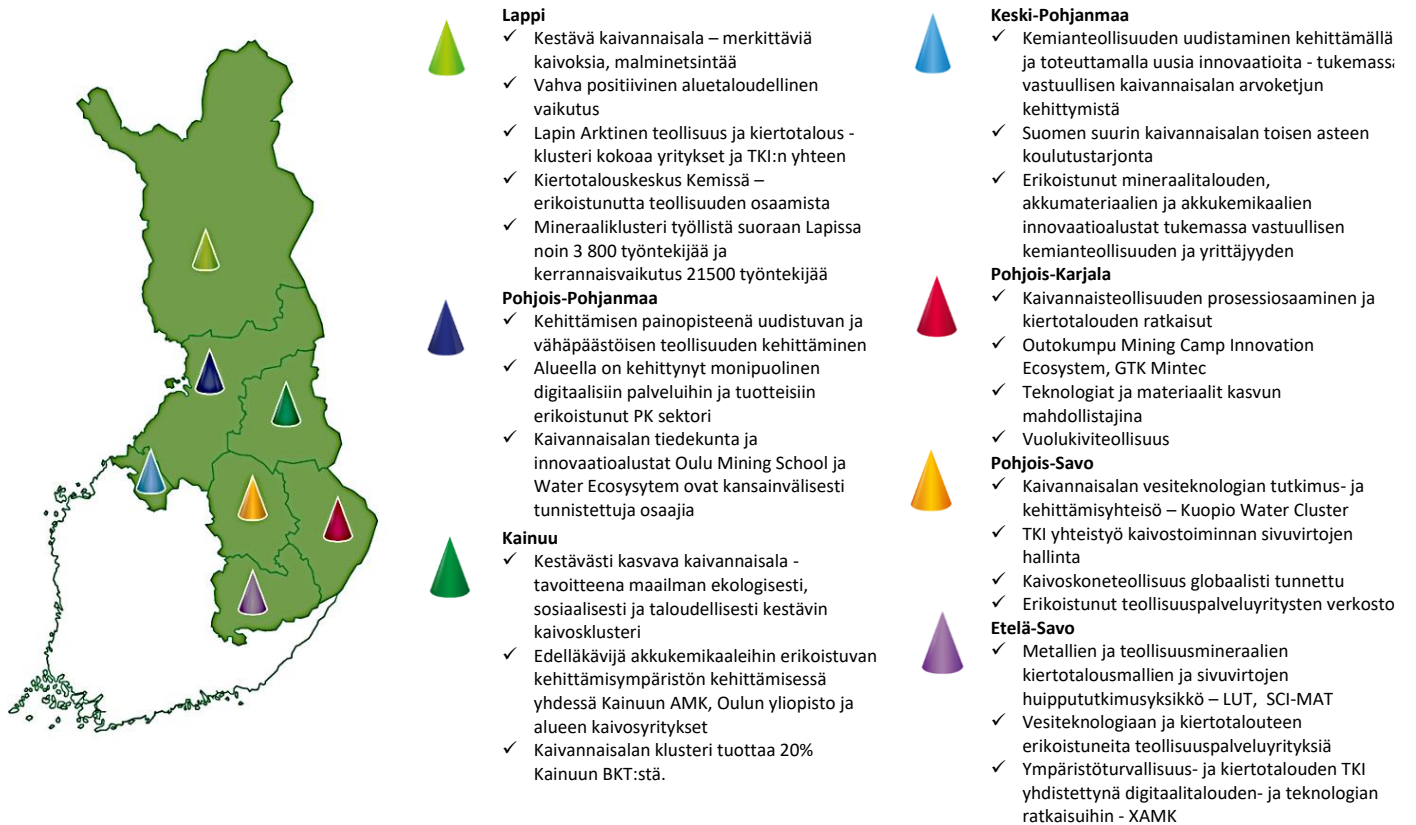 Lappi
✓ Kestävä kaivannaisala – merkittäviä
kaivoksia, malminetsintää
✓ Vahva positiivinen aluetaloudellinen
vaikutus
✓ Lapin Arktinen teollisuus ja kiertotalous -
klusteri kokoaa yritykset ja TKI:n yhteen
✓ Kiertotalouskeskus Kemissä –
erikoistunutta teollisuuden osaamista
✓ Mineraaliklusteri työllistä suoraan Lapissa
noin 3 800 työntekijää ja
kerrannaisvaikutus 21500 työntekijää
Pohjois-Pohjanmaa
✓ Kehittämisen painopisteenä uudistuvan ja
vähäpäästöisen teollisuuden kehittäminen
✓ Alueella on kehittynyt monipuolinen
digitaalisiin palveluihin ja tuotteisiin
erikoistunut PK sektori
✓ Kaivannaisalan tiedekunta ja
innovaatioalustat Oulu Mining School ja
Water Ecosysytem ovat kansainvälisesti
tunnistettuja osaajia
Kainuu
✓ Kestävästi kasvava kaivannaisala -
tavoitteena maailman ekologisesti,
sosiaalisesti ja taloudellisesti kestävin
kaivosklusteri
✓ Edelläkävijä akkukemikaaleihin erikoistuvan
kehittämisympäristön kehittämisessä
yhdessä Kainuun AMK, Oulun yliopisto ja
alueen kaivosyritykset
✓ Kaivannaisalan klusteri tuottaa 20%
Kainuun BKT:stä.
Keski-Pohjanmaa
✓ Kemianteollisuuden uudistaminen kehittämällä
ja toteuttamalla uusia innovaatioita - tukemassa
vastuullisen kaivannaisalan arvoketjun
kehittymistä
✓ Suomen suurin kaivannaisalan toisen asteen
koulutustarjonta
✓ Erikoistunut mineraalitalouden,
akkumateriaalien ja akkukemikaalien
innovaatioalustat tukemassa vastuullisen
kemianteollisuuden ja yrittäjyyden
Pohjois-Karjala
✓ Kaivannaisteollisuuden prosessiosaaminen ja
kiertotalouden ratkaisut
✓ Outokumpu Mining Camp Innovation
Ecosystem, GTK Mintec
✓ Teknologiat ja materiaalit kasvun
mahdollistajina
✓ Vuolukiviteollisuus
Pohjois-Savo
✓ Kaivannaisalan vesiteknologian tutkimus- ja
kehittämisyhteisö – Kuopio Water Cluster
✓ TKI yhteistyö kaivostoiminnan sivuvirtojen
hallinta
✓ Kaivoskoneteollisuus globaalisti tunnettu
✓ Erikoistunut teollisuuspalveluyritysten verkosto
Etelä-Savo
✓ Metallien ja teollisuusmineraalien
kiertotalousmallien ja sivuvirtojen
huippututkimusyksikkö – LUT, SCI-MAT
✓ Vesiteknologiaan ja kiertotalouteen
erikoistuneita teollisuuspalveluyrityksiä
✓ Ympäristöturvallisuus- ja kiertotalouden TKI
yhdistettynä digitaalitalouden- ja teknologian
ratkaisuihin - XAMK